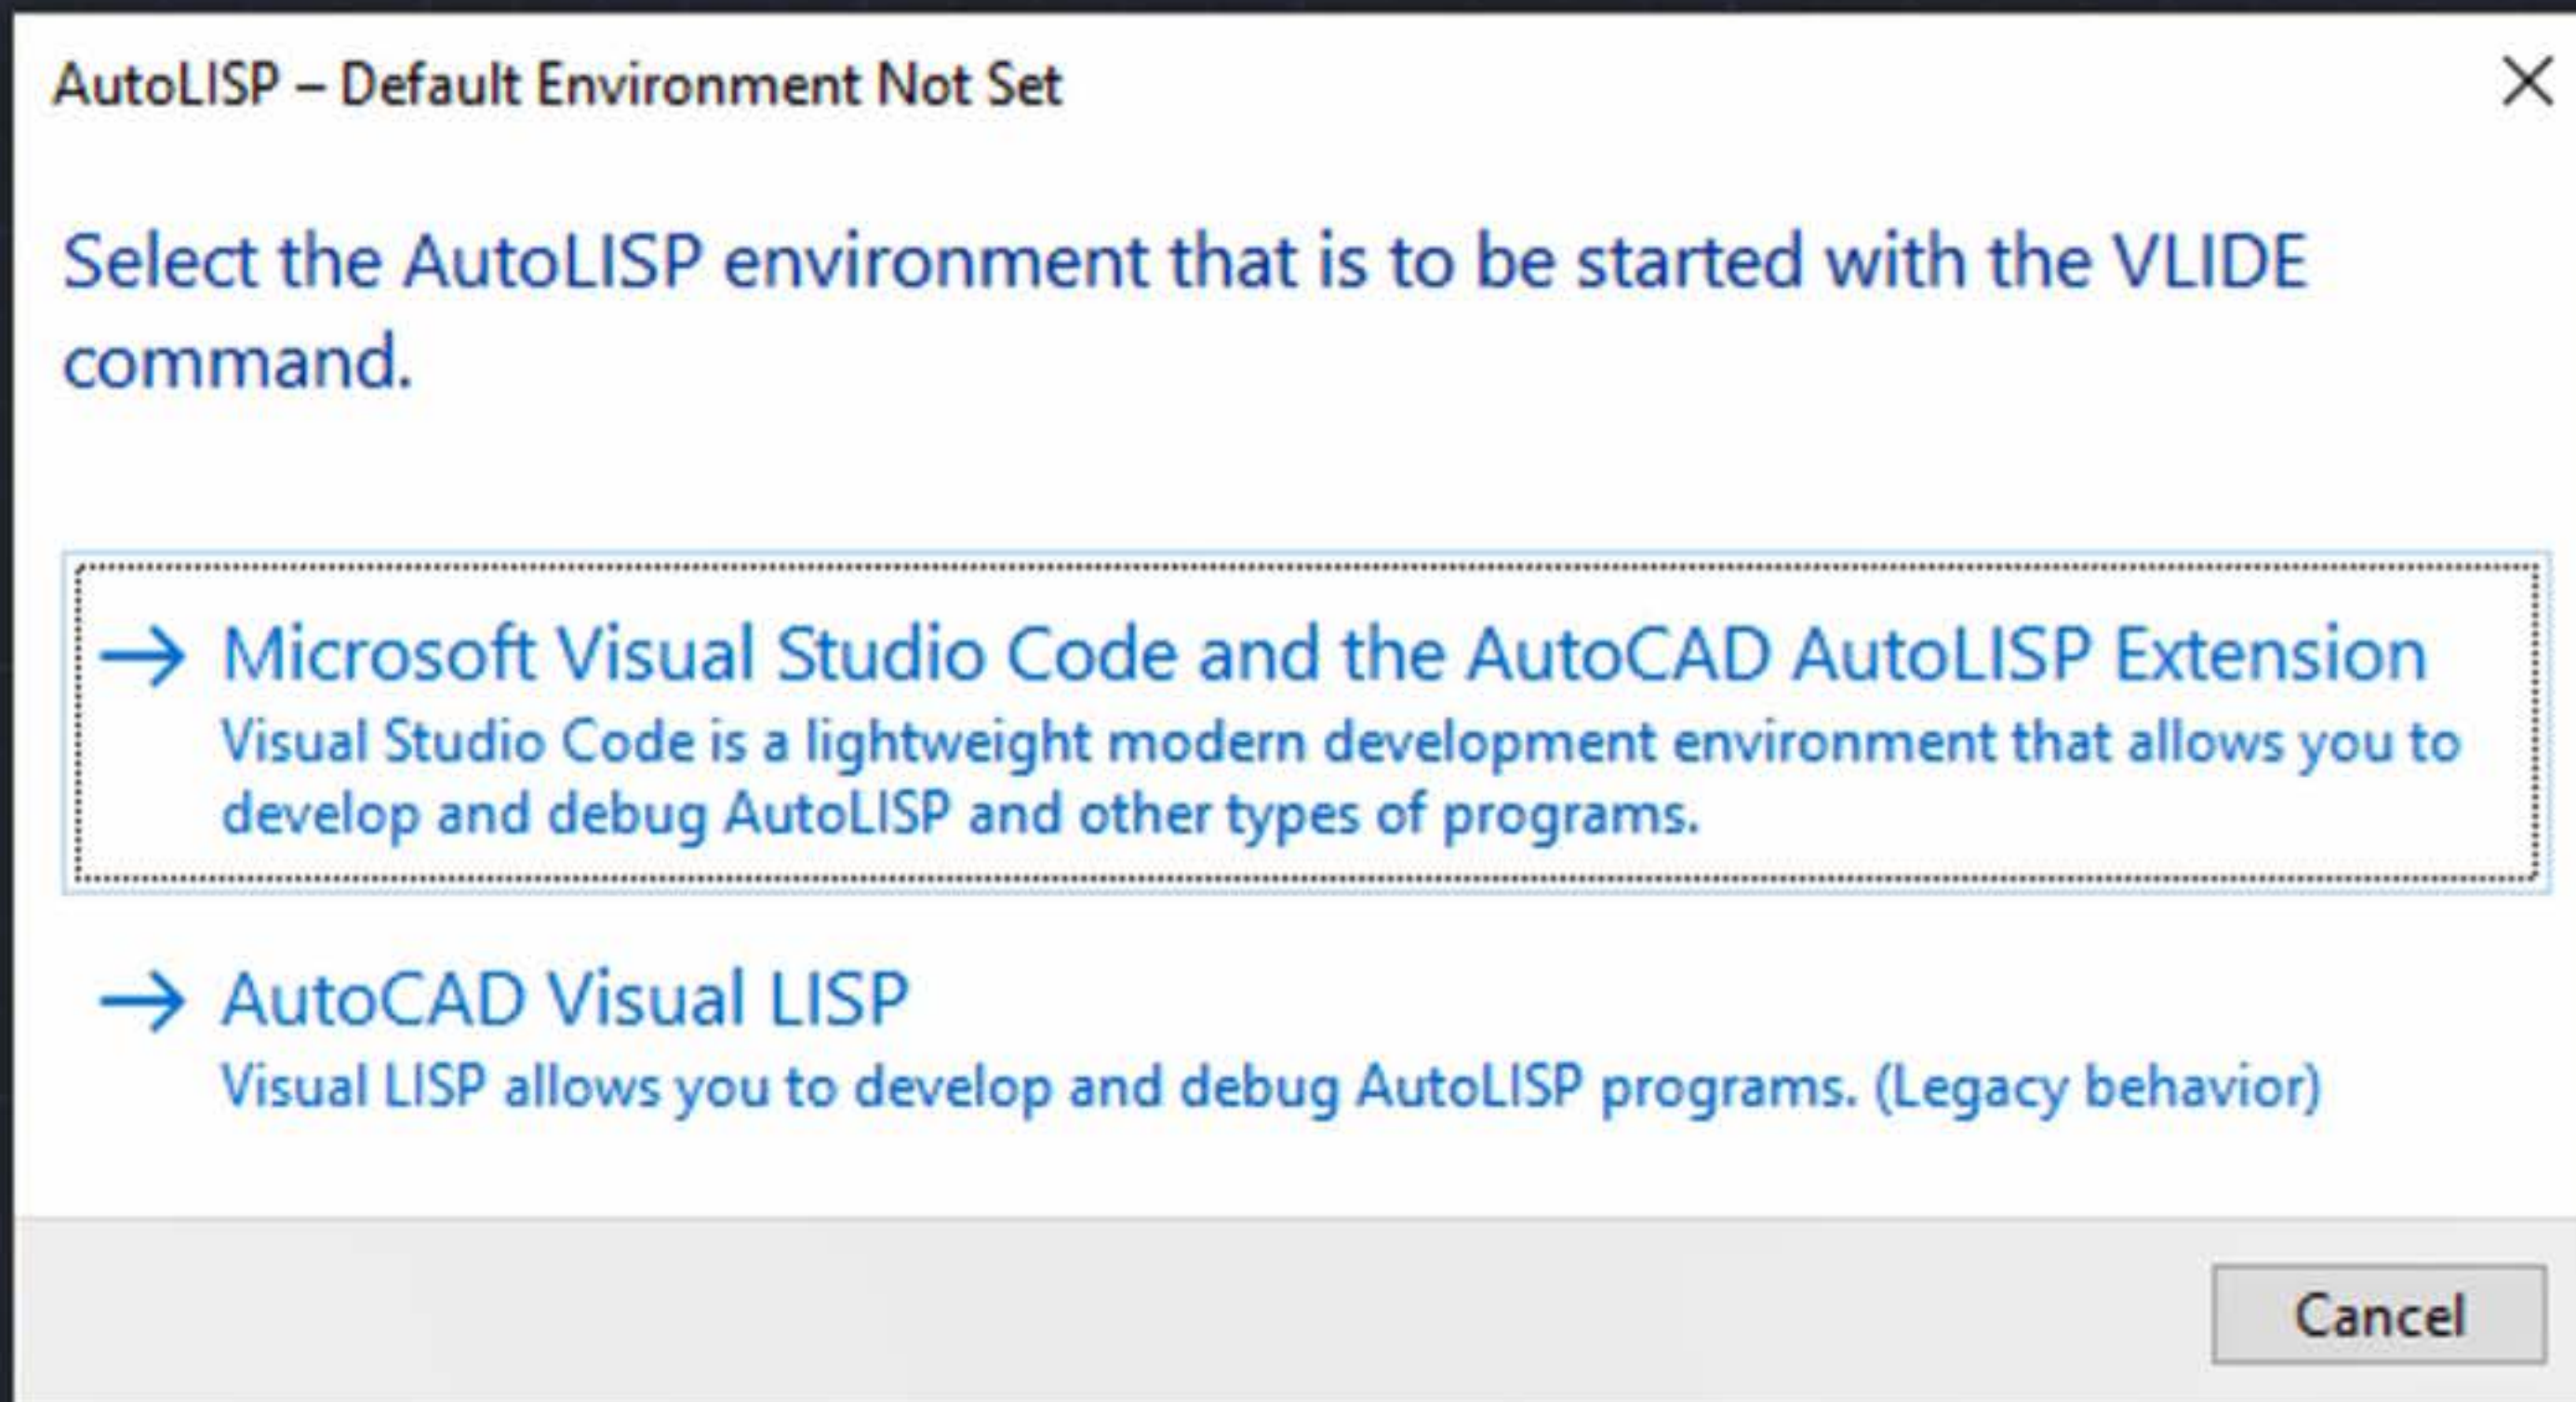 AutoLISP – Default Environment Not Set
Select the AutoLISP environment that is to be started with the VLIDE
command.
Microsoft Visual Studio Code and the AutoCAD AutoLISP Extension
Visual Studio Code is a lightweight modern development environment that allows you to
develop and debug AutoLISP and other types of programs.
AutoCAD Visual LISP
Visual LISP allows you to develop and debug AutoLISP programs. (Legacy behavior)
Cancel